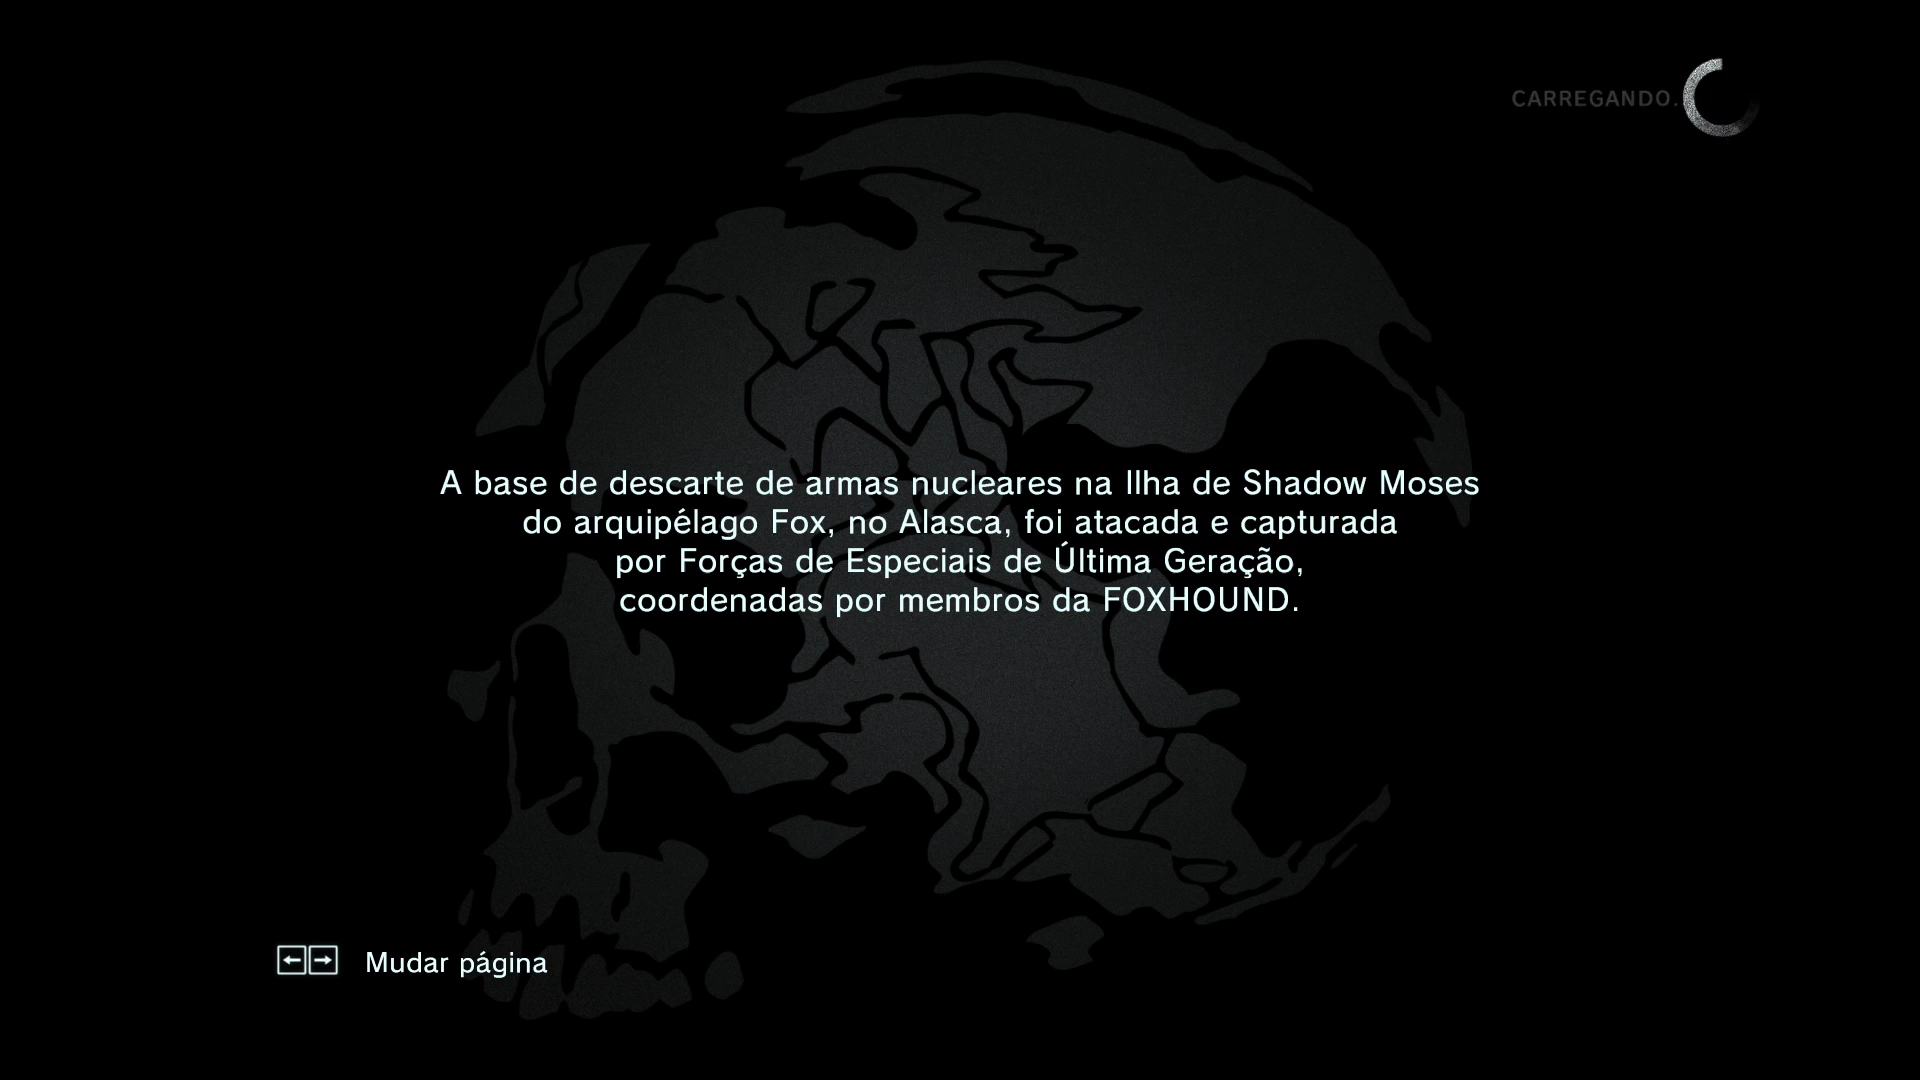 CARREGANDO.
A base de descarte de armas nucleares na Ilha de Shadow Moses
do arquipélago Fox, no Alasca, foi atacada e capturada
por Forças de Especiais de Última Geração,
coordenadas por membros da FOXHOUND.
Mudar página